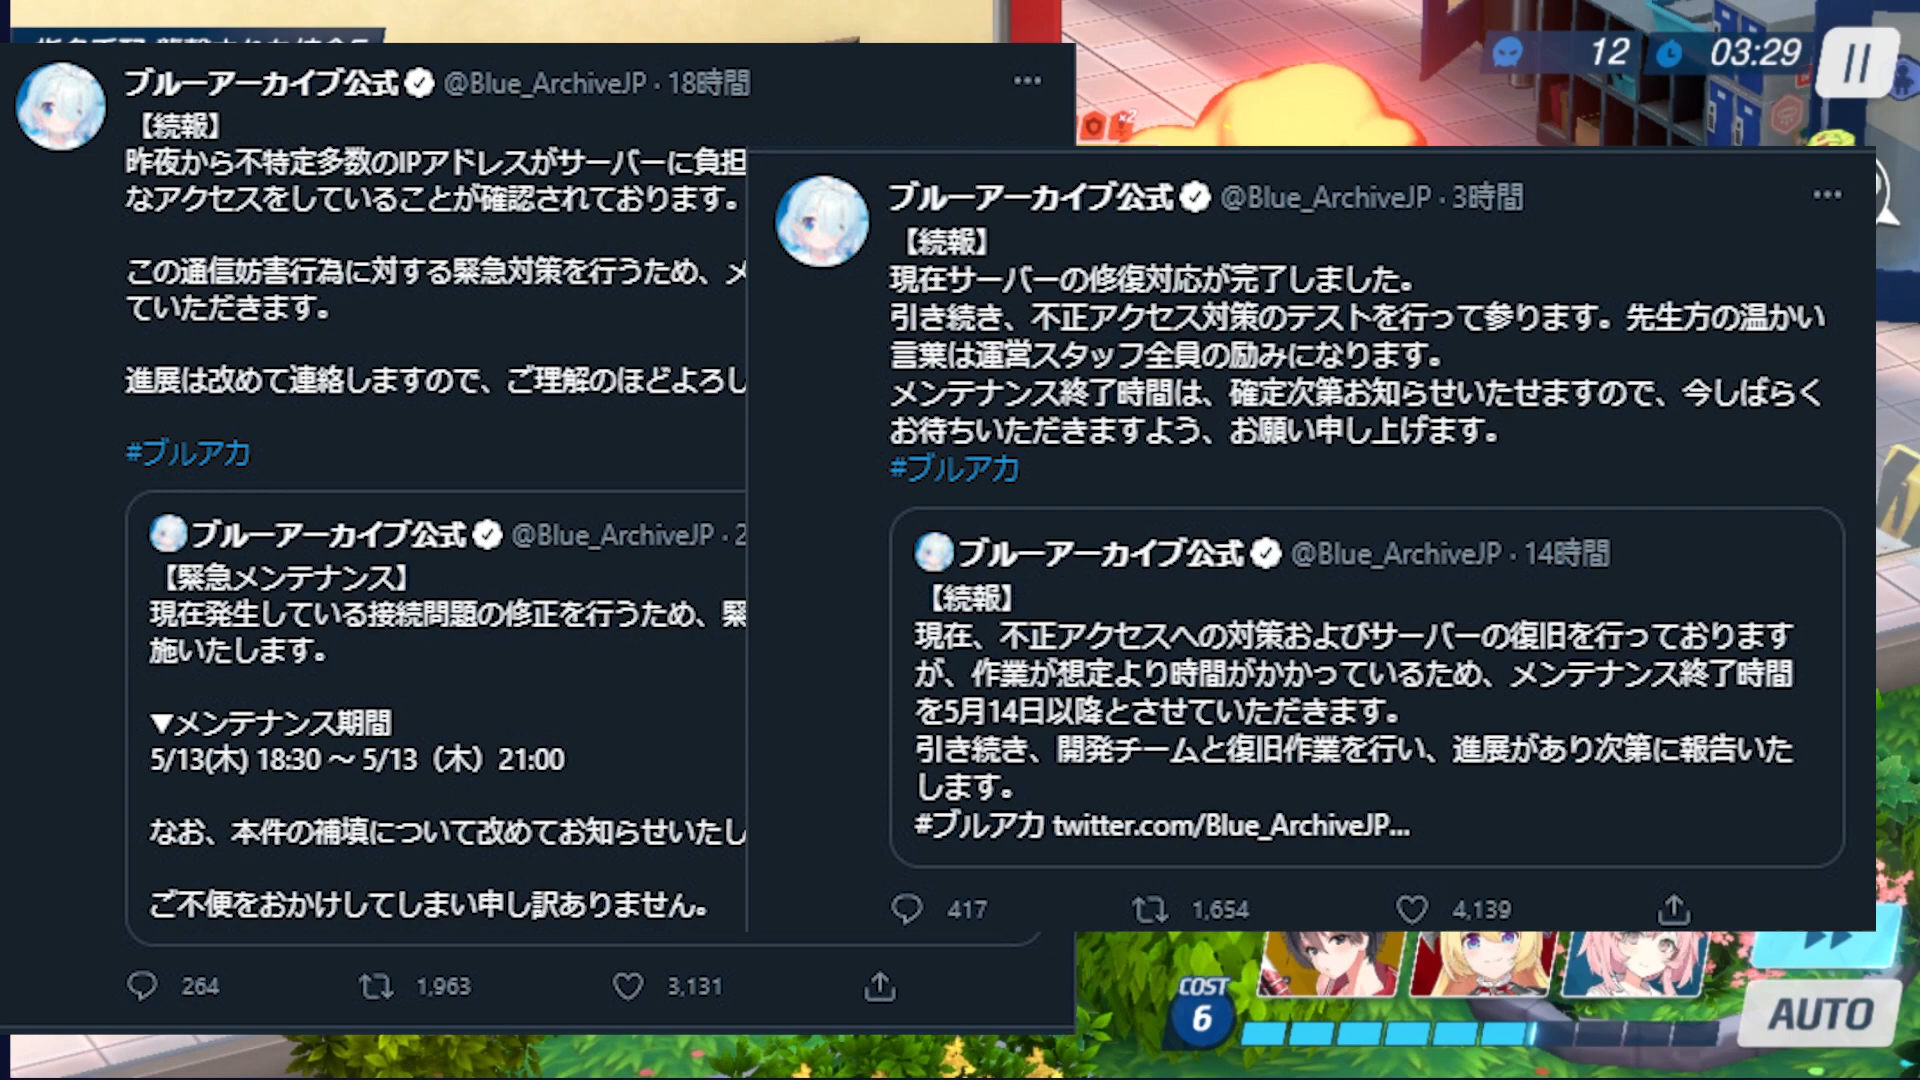 12
03:29
×2
ブルーアーカイブ公式 @Blue_ArchiveJP · 18時間
【続報】
昨夜から不特定多数のIPアドレスがサーバーに負担
なアクセスをしていることが確認されております。
この通信妨害行為に対する緊急対策を行うため、メ
ていただきます。
進展は改めて連絡しますので、ご理解のほどよろし
#ブルアカ
ブルーアーカイブ公式 @Blue_ArchiveJP · 2
【緊急メンテナンス】
現在発生している接続問題の修正を行うため、緊
施いたします。
▼メンテナンス期間
5/13(木) 18:30 ～ 5/13（木）21:00
なお、本件の補填について改めてお知らせいたし
ご不便をおかけしてしまい申し訳ありません。
264 1,963 3,131
ブルーアーカイブ公式 @Blue_ArchiveJP · 3時間
【続報】
現在サーバーの修復対応が完了しました。
引き続き、不正アクセス対策のテストを行って参ります。先生方の温かい
言葉は運営スタッフ全員の励みになります。
メンテナンス終了時間は、確定次第お知らせいたせますので、今しばらく
お待ちいただきますよう、お願い申し上げます。
#ブルアカ
ブルーアーカイブ公式 @Blue_ArchiveJP · 14時間
【続報】
現在、不正アクセスへの対策およびサーバーの復旧を行っております
が、作業が想定より時間がかかっているため、メンテナンス終了時間
を5月14日以降とさせていただきます。
引き続き、開発チームと復旧作業を行い、進展があり次第に報告いた
します。
#ブルアカ twitter.com/Blue_ArchiveJP...
417 1,654 4,139
COST
6
AUTO